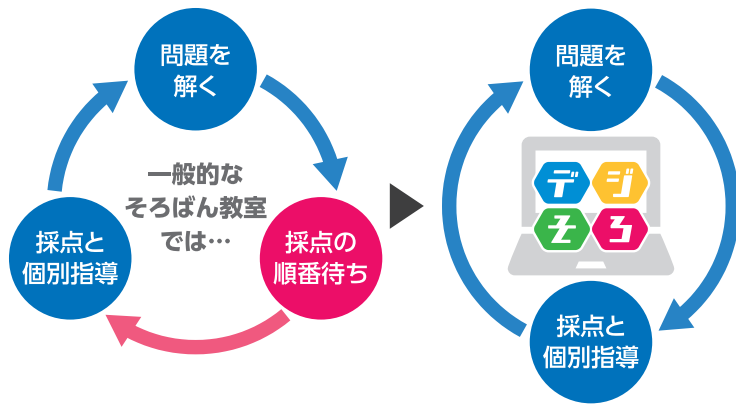 問題を
解く
一般的な
そろばん教室
では…
採点と
個別指導
採点の
順番待ち
問題を
解く
デジ
そろ
採点と
個別指導